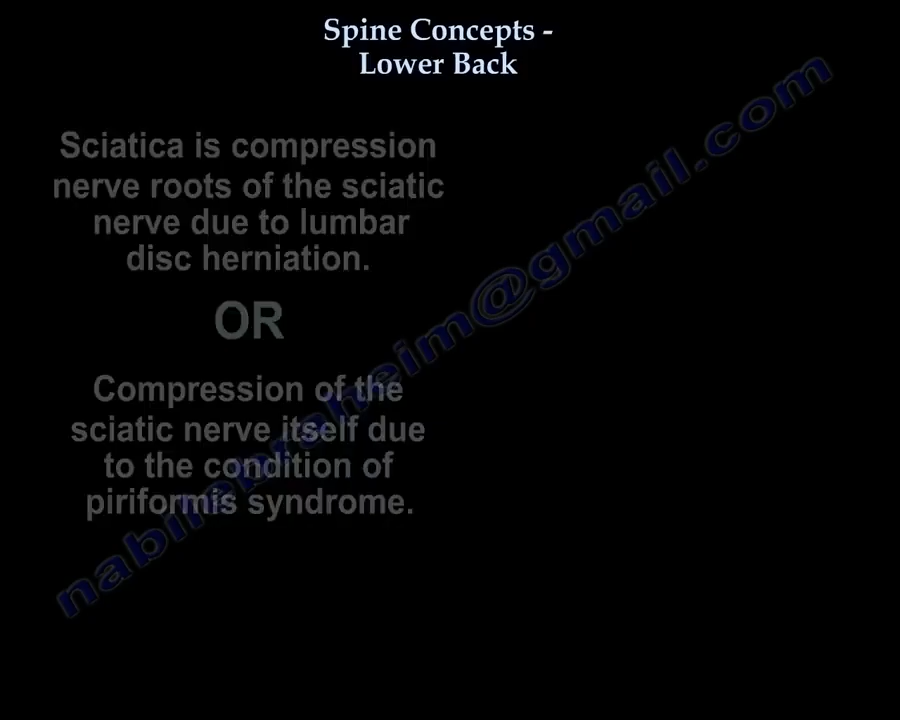 Spine Concepts -
Lower Back
Sciatica is compression
nerve roots of the sciatic
nerve due to lumbar
disc herniation.
OR
Compression of the
sciatic nerve itself due
to the condition of
piriformis syndrome.
nabilebraheim@gmail.com